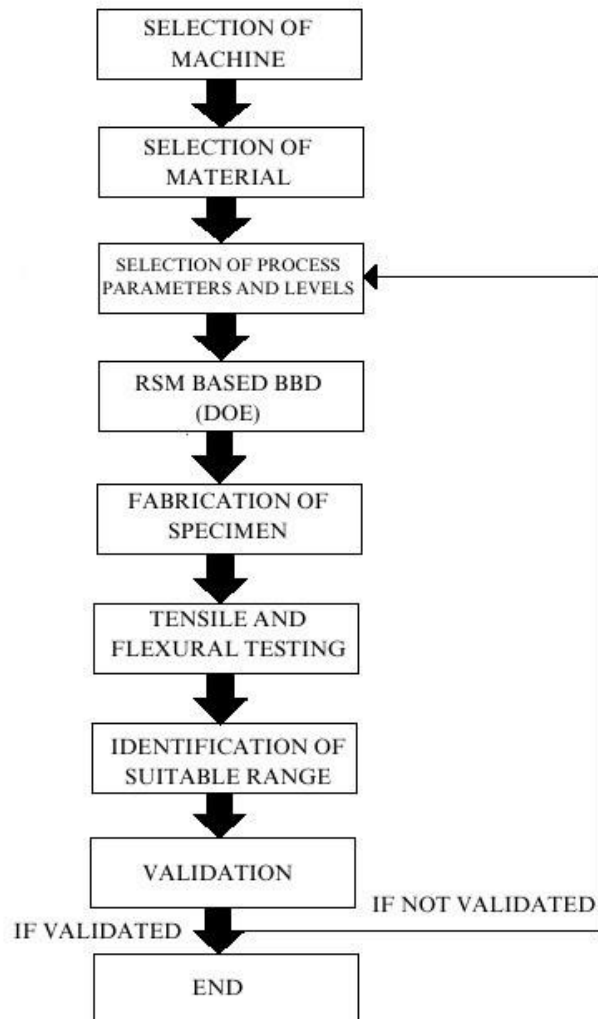 SELECTION OF
MACHINE
SELECTION OF
MATERIAL
SELECTION OF PROCESS
PARAMETERS AND LEVELS
RSM BASED BBD
(DOE)
FABRICATION OF
SPECIMEN
TENSILE AND
FLEXURAL TESTING
IDENTIFICATION OF
SUITABLE RANGE
VALIDATION
IF NOT VALIDATED
IF VALIDATED
END